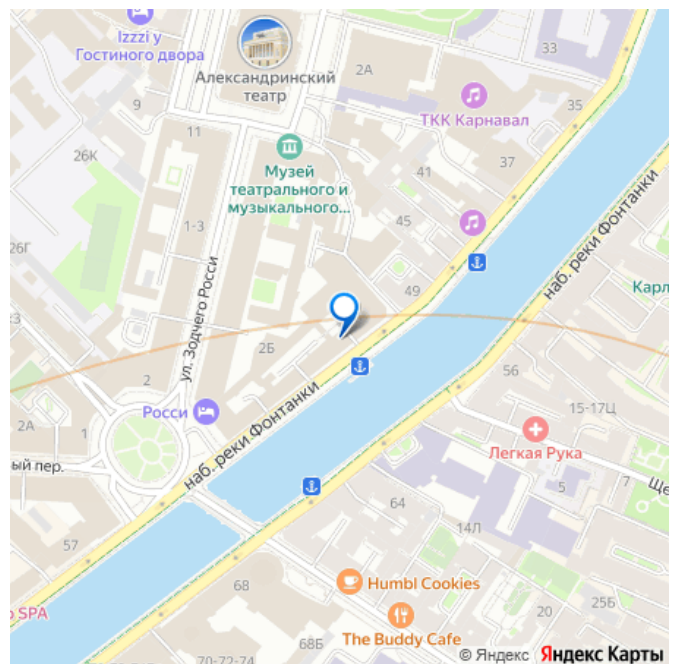 Izzzi у
Гостиного двора
Александринский
театр
2А
33
9
ТКК Карнавал
35
11
26К
Музей
театрального и
музыкального...
41
37
1-3
45
26Г
наб. реки Фонтанки
ул. Зодчего Росси
49
Карл
2Б
2
56
Росси
15-17Ц
2А
1
Легкая Рука
ый пер.
наб. реки Фонтанки
5
7
Ще
64
14Л
57
68
Humbl Cookies
25Б
20
о SPA
The Buddy Cafe
68Б
70-72-74
© Яндекс Яндекс Карты